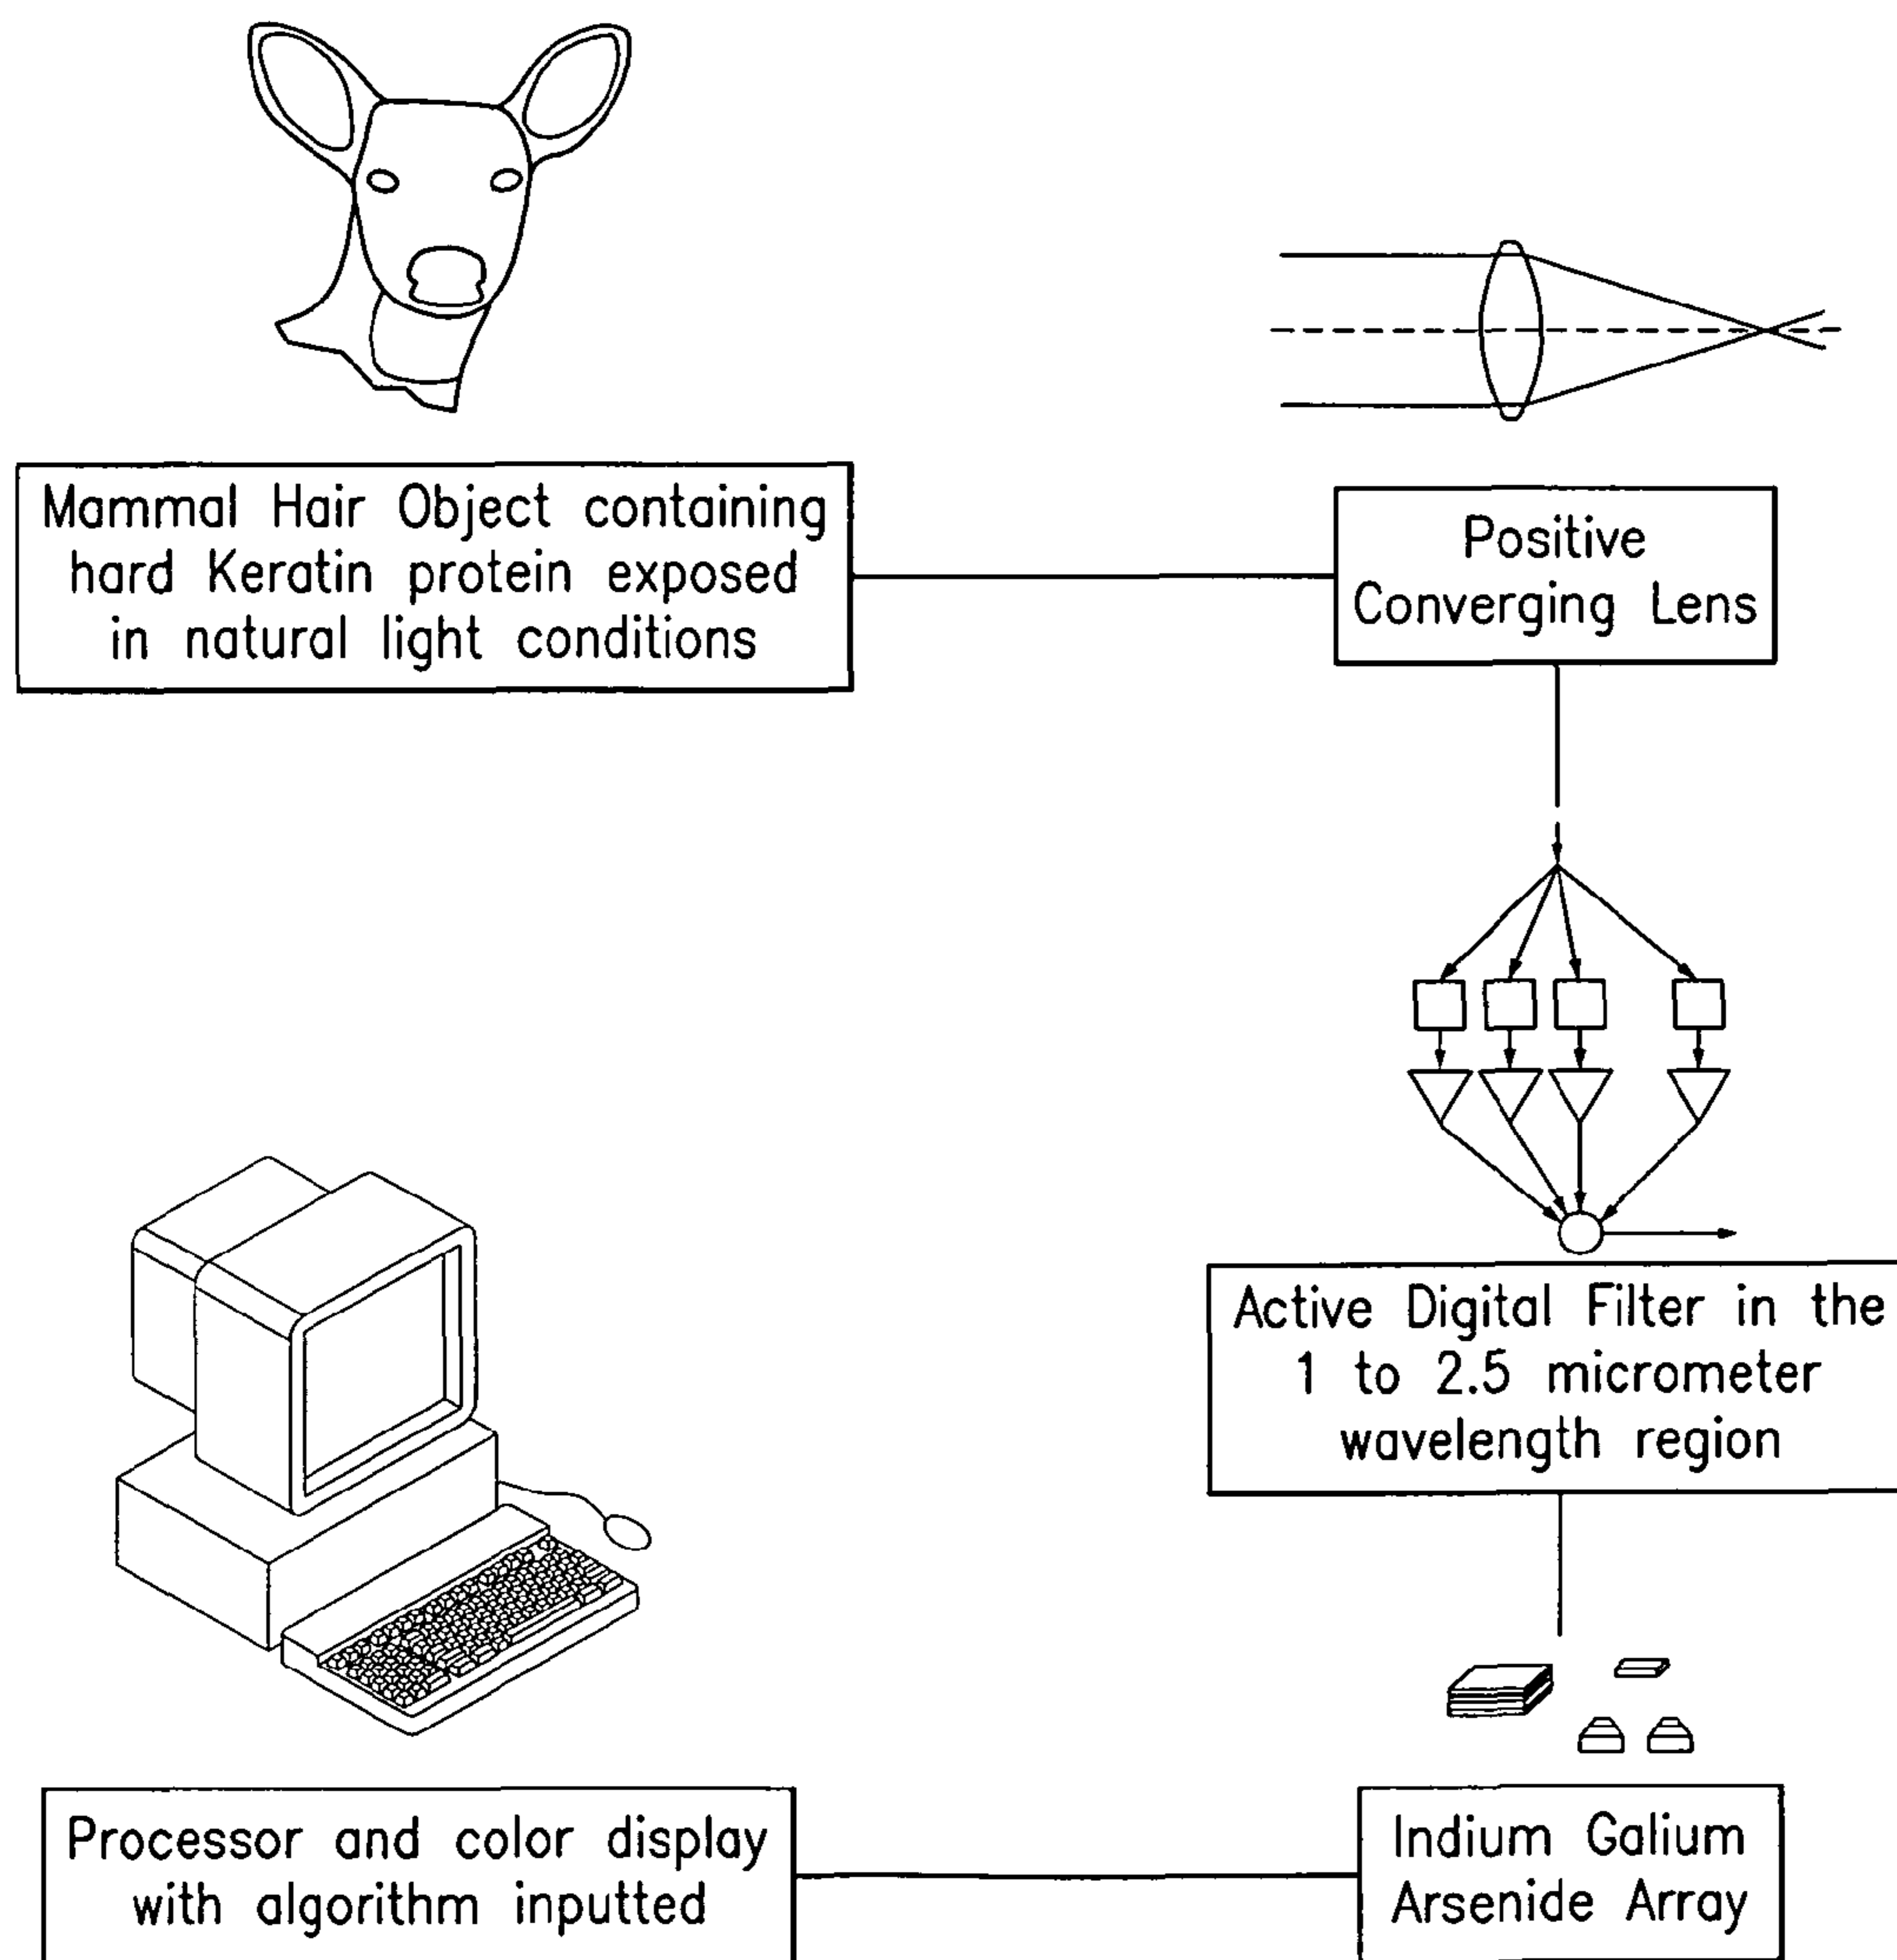 Mammal Hair Object containing
hard Keratin protein exposed
in natural light conditions
Positive
Converging Lens
Active Digital Filter in the
1 to 2.5 micrometer
wavelength region
Processor and color display
with algorithm inputted
Indium Galium
Arsenide Array